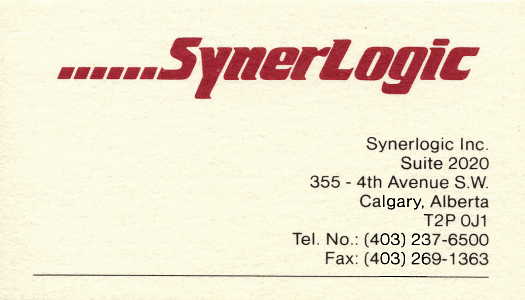 ......SynerLogic
Synerlogic Inc.
Suite 2020
355 - 4th Avenue S.W.
Calgary, Alberta
T2P 0J1
Tel. No.: (403) 237-6500
Fax: (403) 269-1363